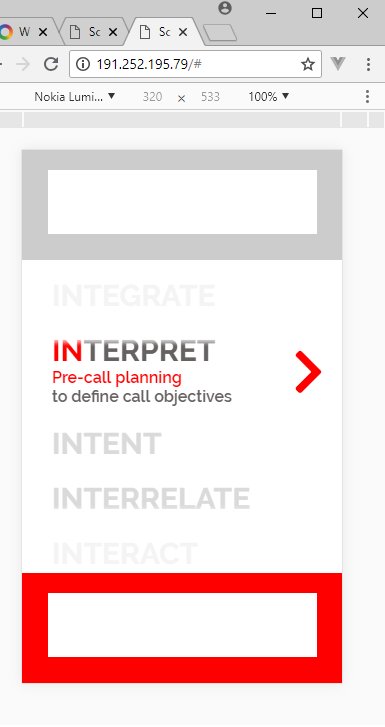 W
Sc
Sc
191.252.195.79/#
Nokia Lumi... ▼ 320 × 533 100% ▼
INTEGRATE
INTERPRET
Pre-call planning
to define call objectives
INTENT
INTERRELATE
INTERACT